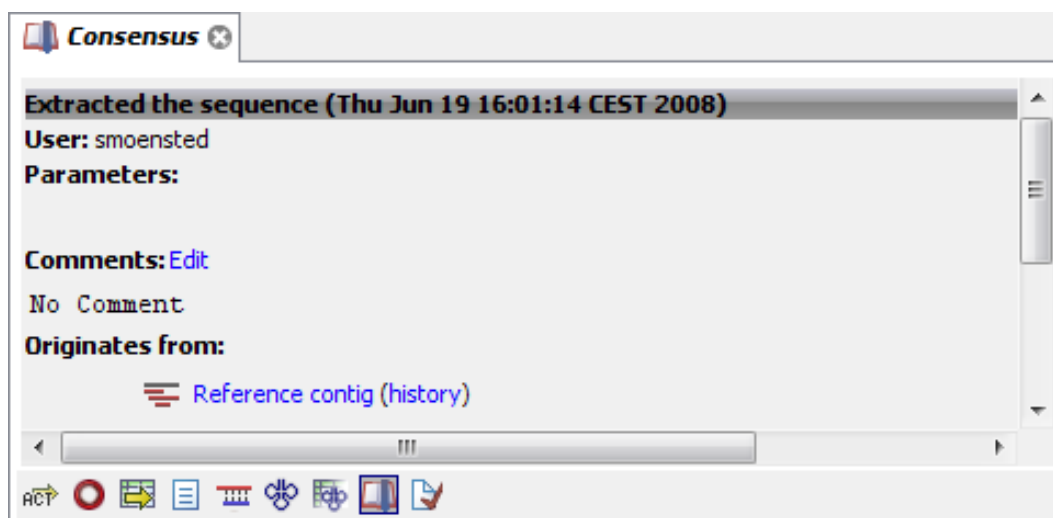 Consensus
Extracted the sequence (Thu Jun 19 16:01:14 CEST 2008)
User: smoensted
Parameters:
Comments: Edit
No Comment
Originates from:
Reference contig (history)
ACT